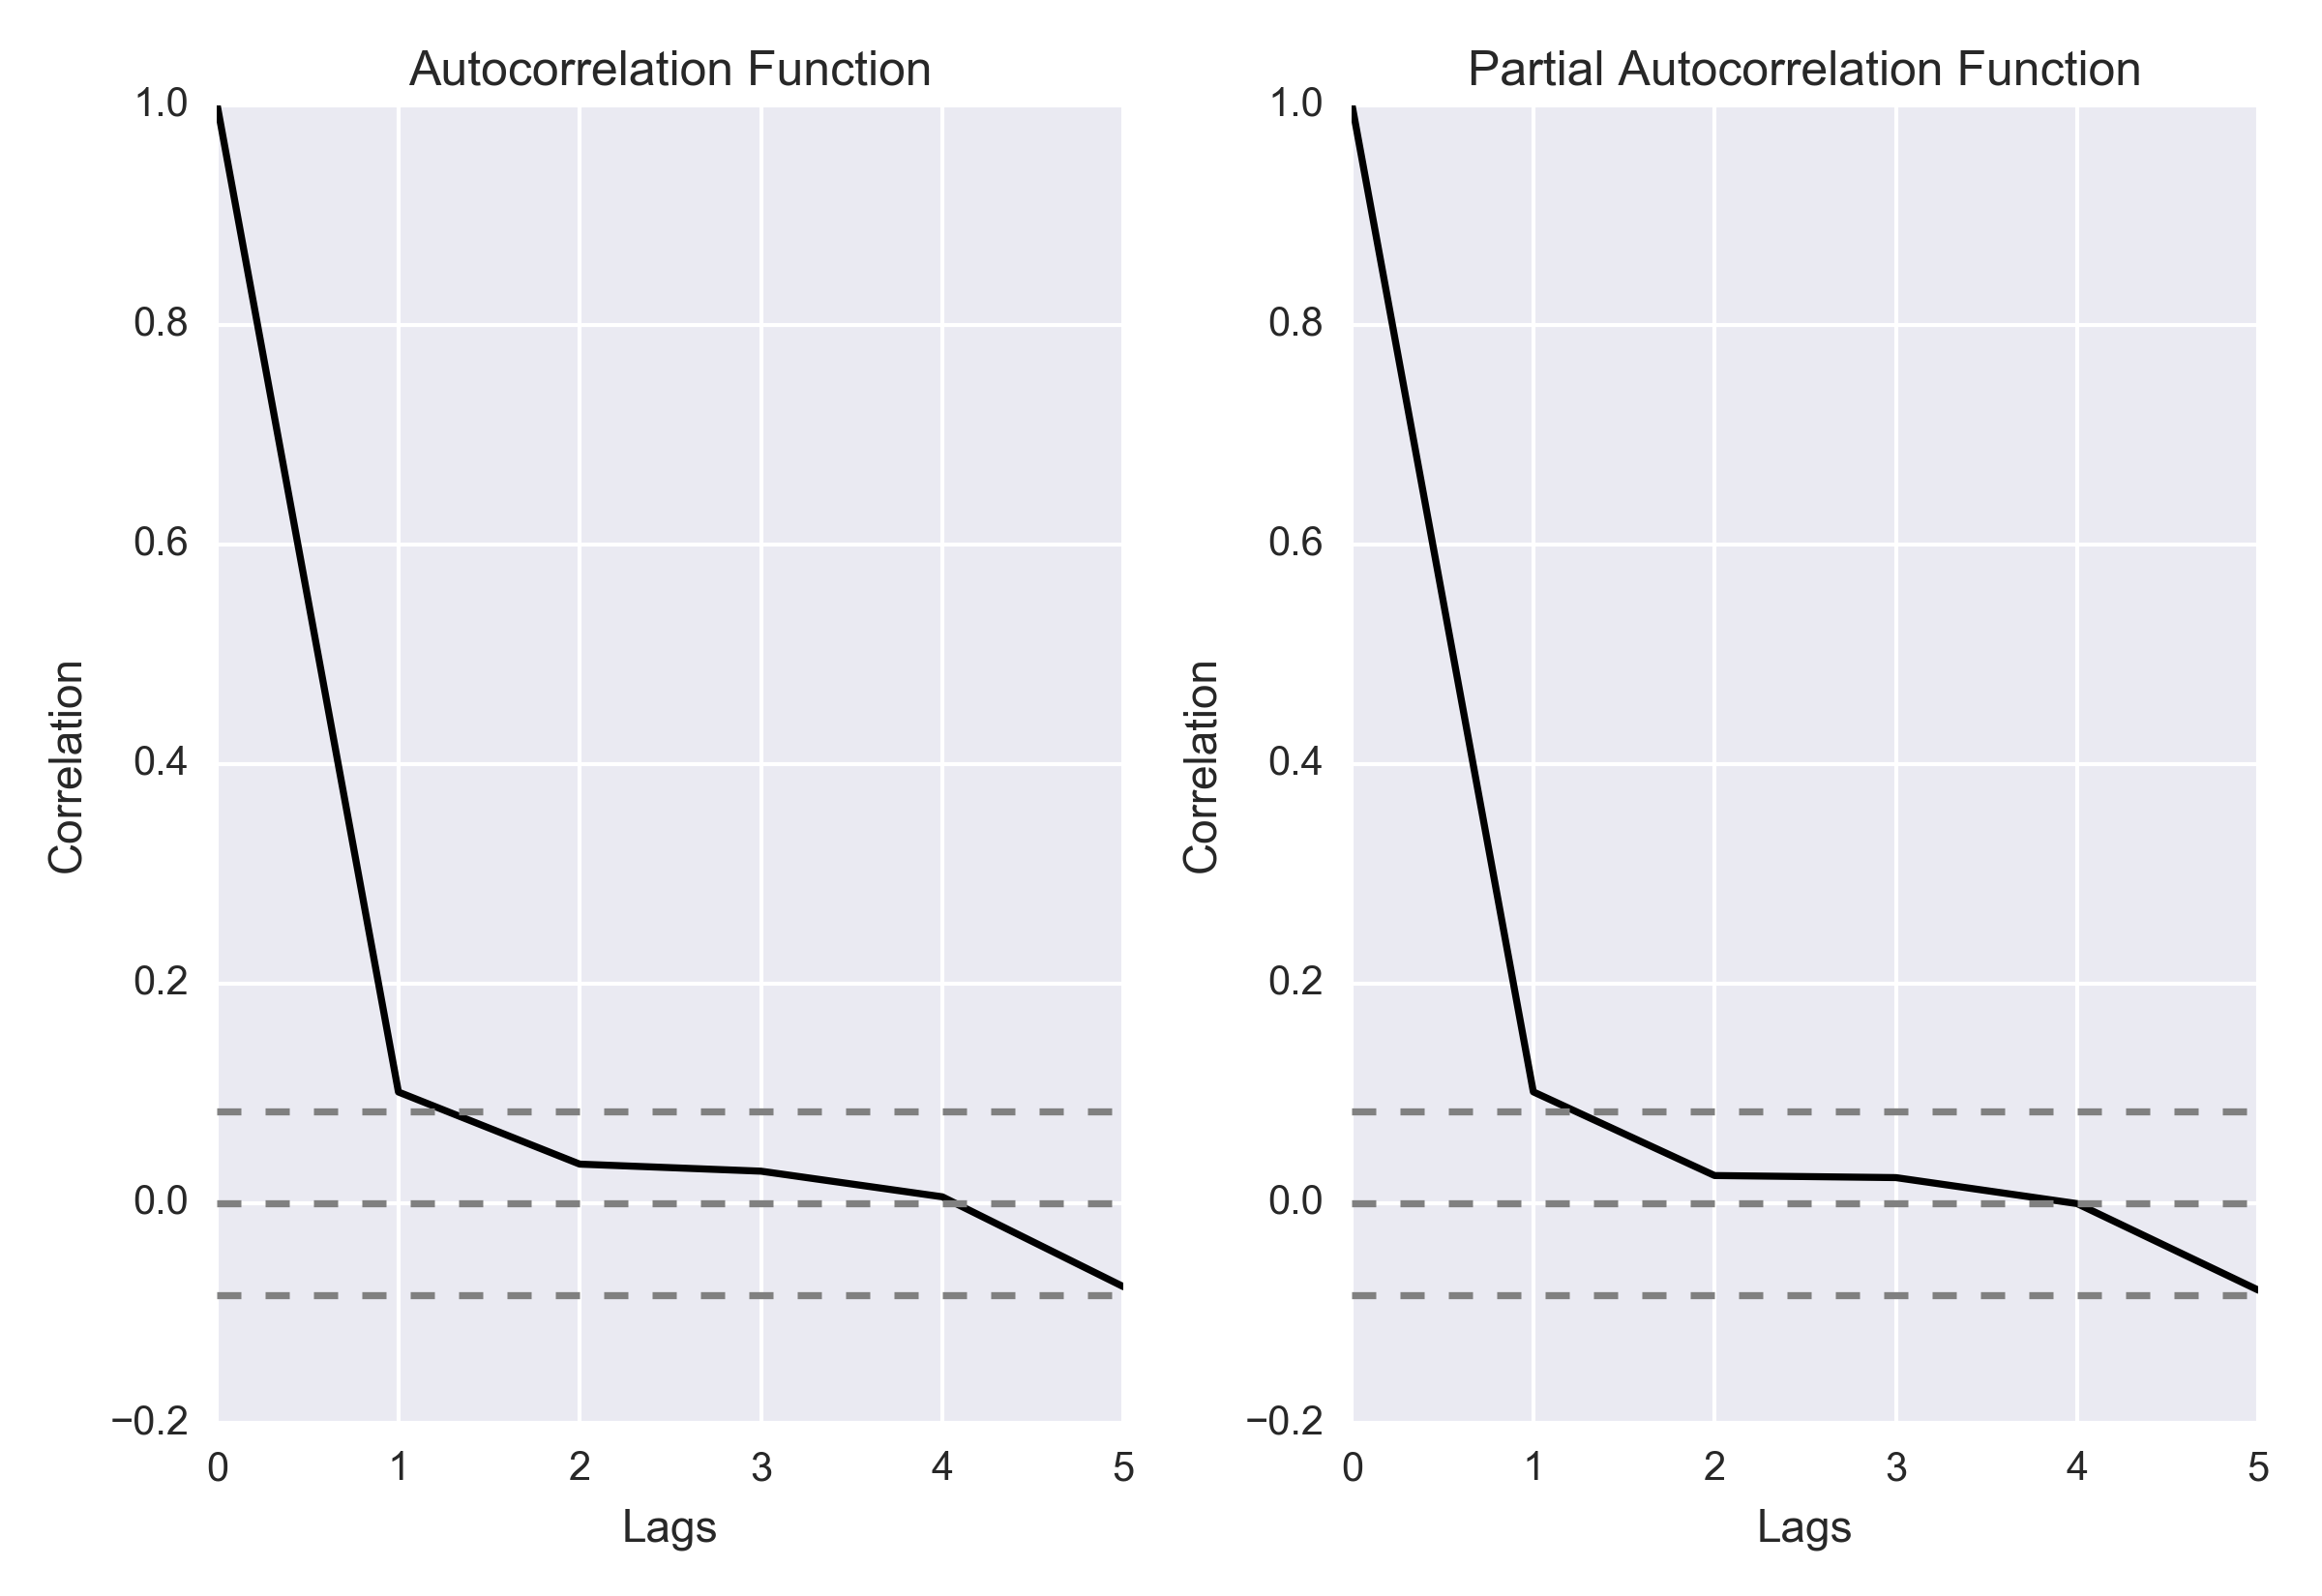 Autocorrelation Function
1.0
0.8
0.6
0.4
0.2
0.0
−0.2
Correlation
0 1 2 3 4 5
Lags
Partial Autocorrelation Function
1.0
0.8
0.6
0.4
0.2
0.0
−0.2
Correlation
0 1 2 3 4 5
Lags